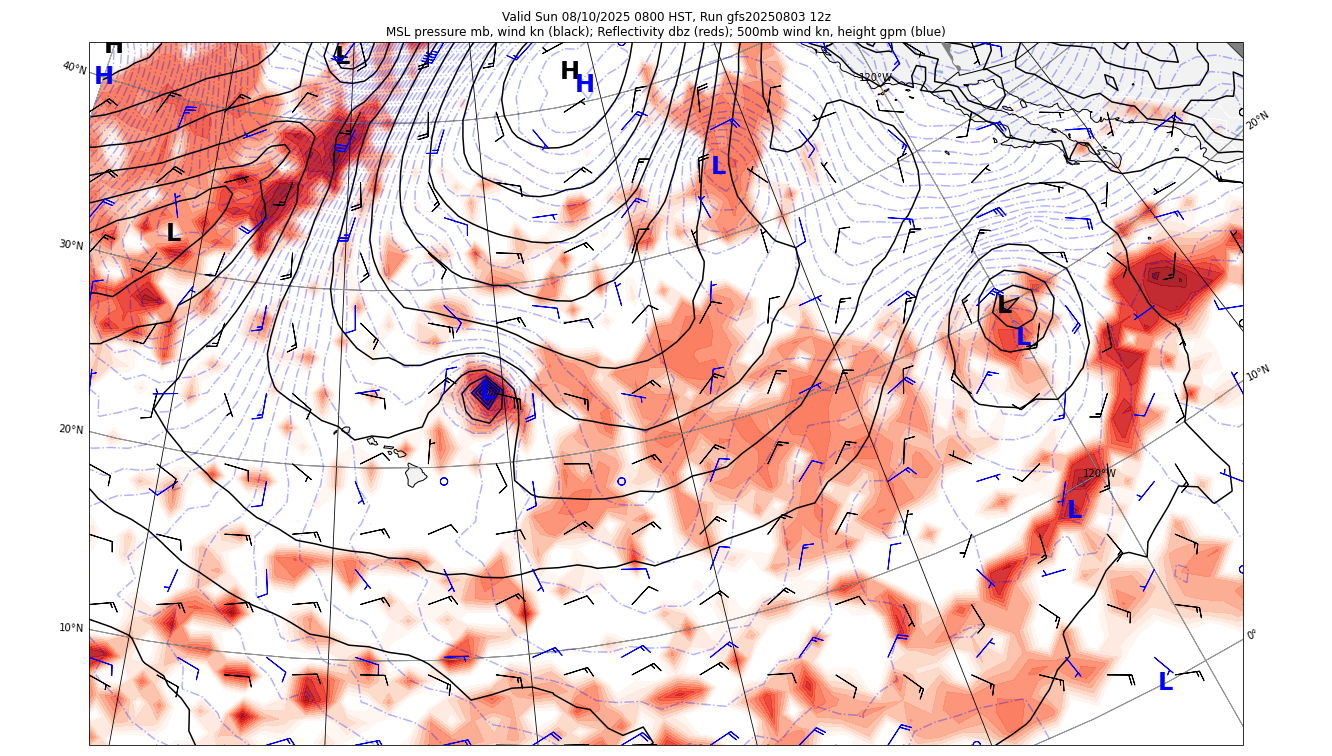 Valid Sun 08/10/2025 0800 HST, Run gfs20250803 12z
MSL pressure mb, wind kn (black); Reflectivity dbz (reds); 500mb wind kn, height gpm (blue)
H
L
40°N
H
H
H
120°W
20°N
L
L
30°N
L
L
10°N
L
20°N
120°W
L
10°N
0°
L